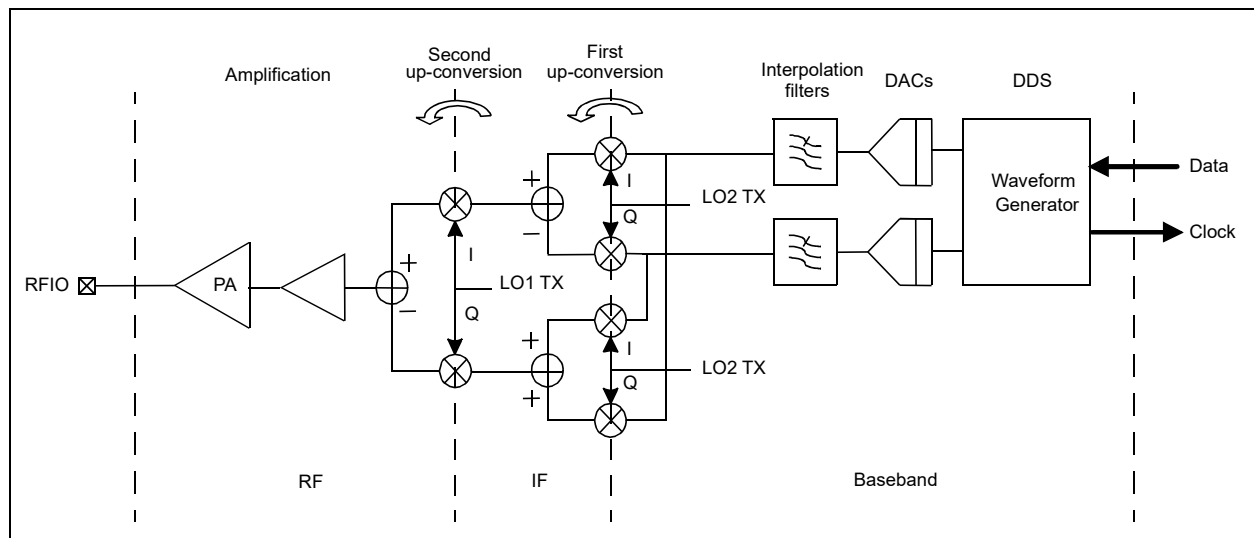 Amplification
Second
up-conversion
First
up-conversion
Interpolation
filters
DACs
DDS
+
I
LO2 TX
Q
−
Waveform
Generator
Data
Clock
+
I
LO1 TX
Q
−
RFIO
PA
+
I
LO2 TX
Q
+
RF
IF
Baseband